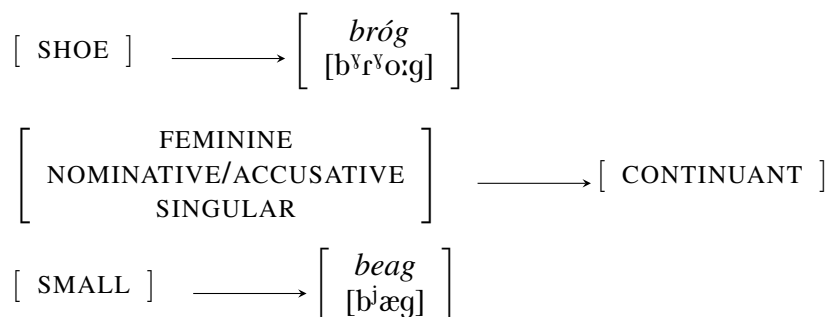 [ SHOE ] ⟶ [ bróg
[bˠɾˠoːg] ]
[ FEMININE
NOMINATIVE/ACCUSATIVE
SINGULAR ] ⟶ [ CONTINUANT ]
[ SMALL ] ⟶ [ beag
[bʲæg] ]